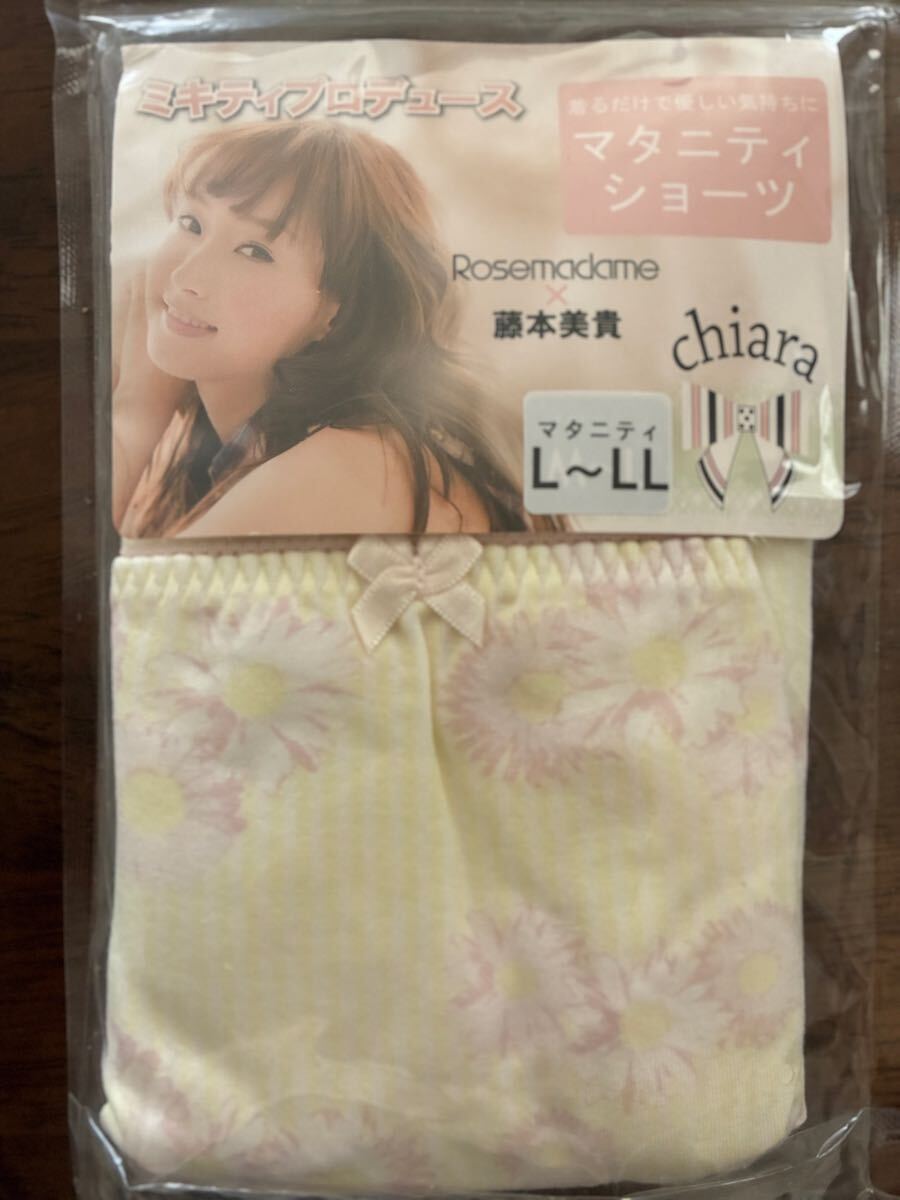 ミキティプロデュース
着るだけで優しい気持ちに
マタニティ
ショーツ
Rosemadame
×
藤本美貴
chiara
マタニティ
L〜LL